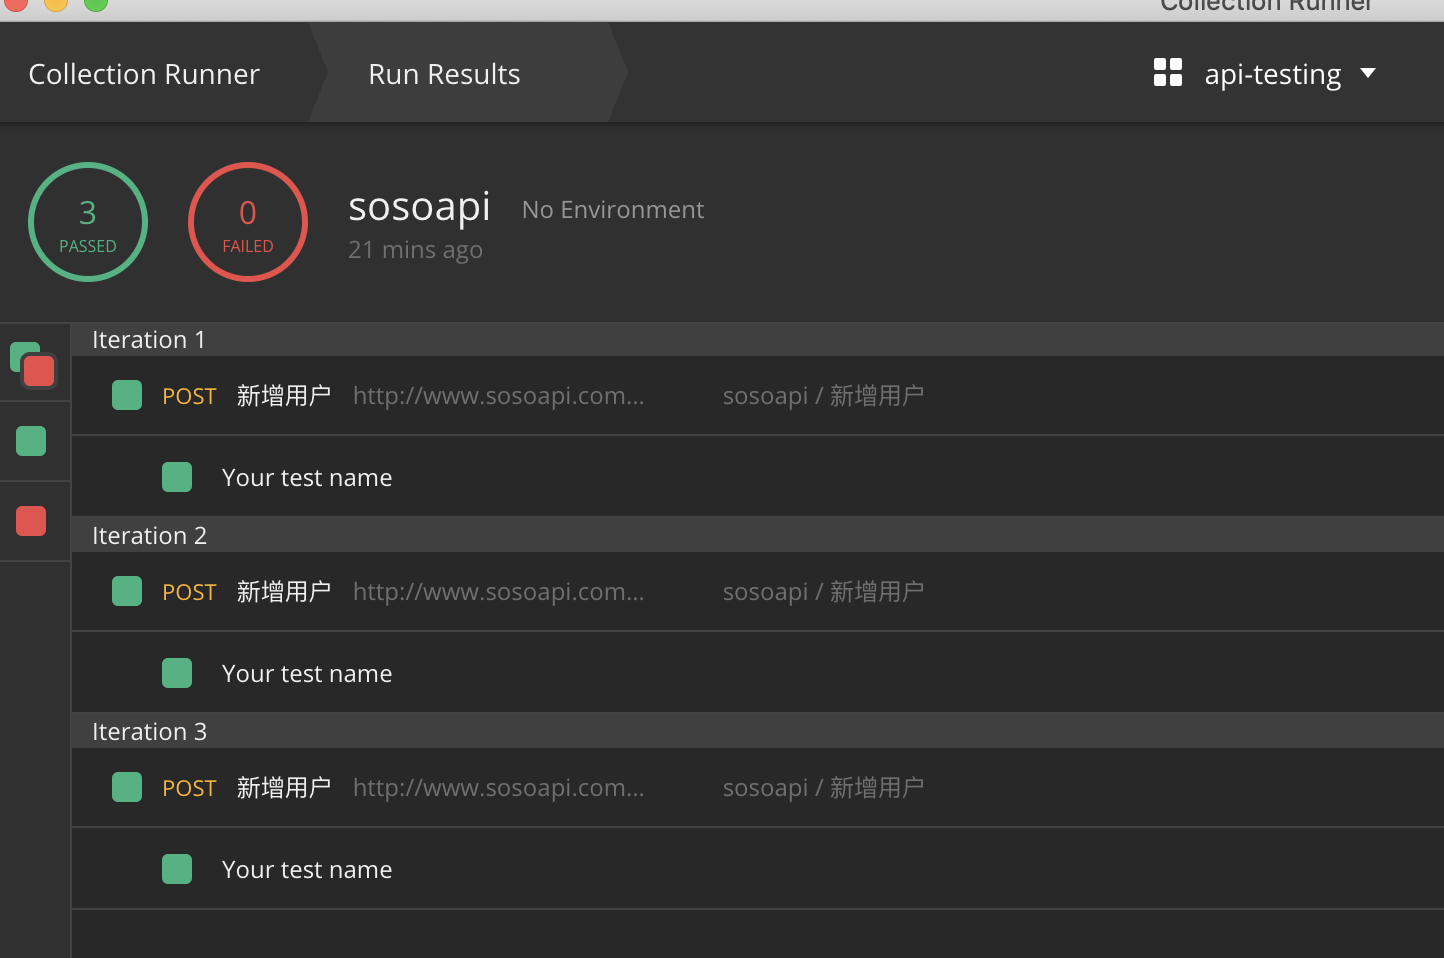 Collection Runner
Collection Runner
Run Results
api-testing
3
PASSED
0
FAILED
sosoapi
No Environment
21 mins ago
Iteration 1
POST 新增用户 http://www.sosoapi.com... sosoapi / 新增用户
Your test name
Iteration 2
POST 新增用户 http://www.sosoapi.com... sosoapi / 新增用户
Your test name
Iteration 3
POST 新增用户 http://www.sosoapi.com... sosoapi / 新增用户
Your test name